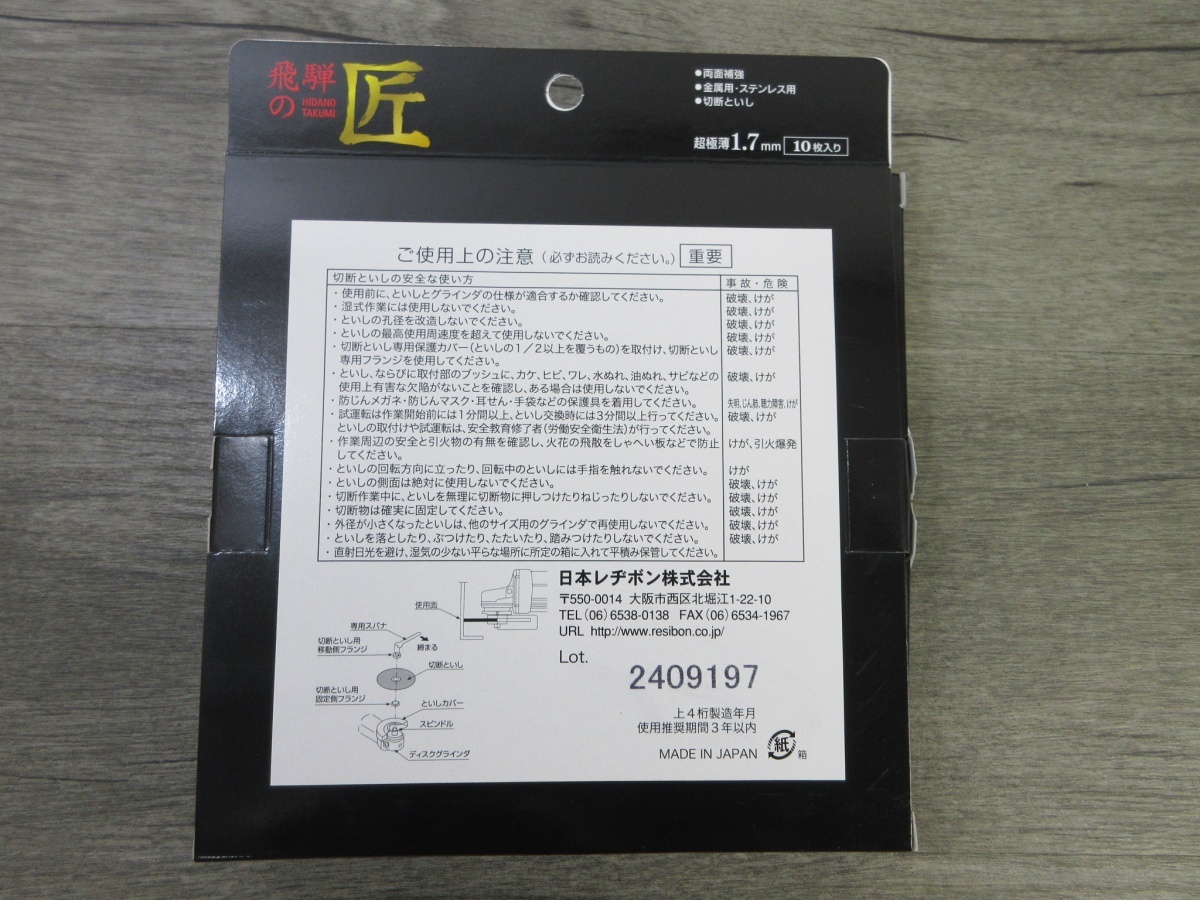 飛騨の
HIDANO
TAKUMI
匠
●両面補強
●金属用・ステンレス用
●切断といし
超極薄1.7mm 10枚入り
ご使用上の注意（必ずお読みください。） 重要
切断といしの安全な使い方 事故・危険
・使用前に、といしとグラインダの仕様が適合するか確認してください。 破壊、けが
・湿式作業には使用しないでください。 破壊、けが
・といしの孔径を改造しないでください。 破壊、けが
・といしの最高使用周速度を超えて使用しないでください。 破壊、けが
・切断といし専用保護カバー（といしの1／2以上を覆うもの）を取付け、切断といし 破壊、けが
専用フランジを使用してください。
・といし、ならびに取付部のブッシュに、カケ、ヒビ、ワレ、水ぬれ、油ぬれ、サビなどの 破壊、けが
使用上有害な欠陥がないことを確認し、ある場合は使用しないでください。
・防じんメガネ・防じんマスク・耳せん・手袋などの保護具を着用してください。 失明、じん肺、聴力障害、けが
・試運転は作業開始前には1分間以上、といし交換時には3分間以上行ってください。 破壊、けが
といしの取付けや試運転は、安全教育修了者（労働安全衛生法）が行ってください。
・作業周辺の安全と引火物の有無を確認し、火花の飛散をしゃへい板などで防止 けが、引火爆発
してください。
・といしの回転方向に立ったり、回転中のといしには手指を触れないでください。 けが
・といしの側面は絶対に使用しないでください。 破壊、けが
・切断作業中に、といしを無理に切断物に押しつけたりねじったりしないでください。 破壊、けが
・切断物は確実に固定してください。 破壊、けが
・外径が小さくなったといしは、他のサイズ用のグラインダで再使用しないでください。 破壊、けが
・といしを落としたり、ぶつけたり、たたいたり、踏みつけたりしないでください。 破壊、けが
・直射日光を避け、湿気の少ない平らな場所に所定の箱に入れて平積み保管してください。
使用面
専用スパナ
締まる
切断といし用
移動側フランジ
切断といし
切断といし用
固定側フランジ
といしカバー
スピンドル
ディスクグラインダ
日本レヂボン株式会社
〒550-0014 大阪市西区北堀江1-22-10
TEL（06）6538-0138 FAX（06）6534-1967
URL http://www.resibon.co.jp/
Lot.
2409197
上4桁製造年月
使用推奨期間3年以内
MADE IN JAPAN
紙
箱